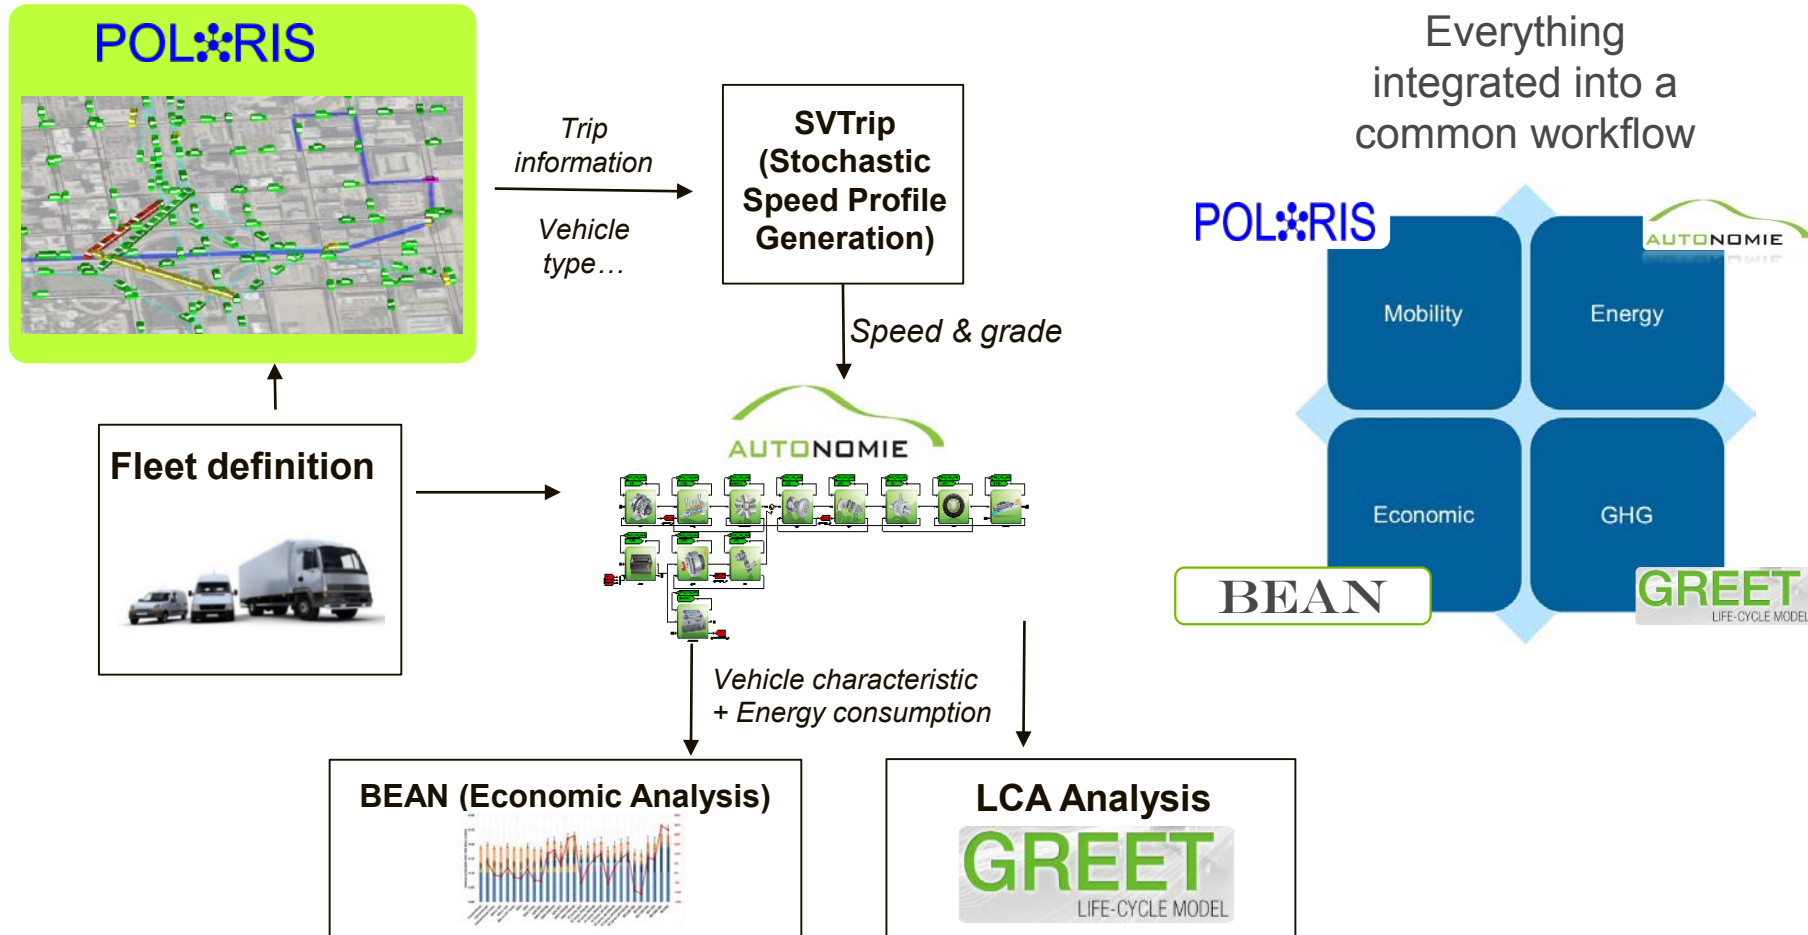 POLARIS
Trip
information
Vehicle
type…
SVTrip
(Stochastic
Speed Profile
Generation)
Speed & grade
Fleet definition
AUTONOMIE
Vehicle characteristic
+ Energy consumption
BEAN (Economic Analysis)
LCA Analysis
GREET
LIFE-CYCLE MODEL
Everything
integrated into a
common workflow
POLARIS
AUTONOMIE
Mobility
Energy
Economic
GHG
BEAN
GREET
LIFE-CYCLE MODEL